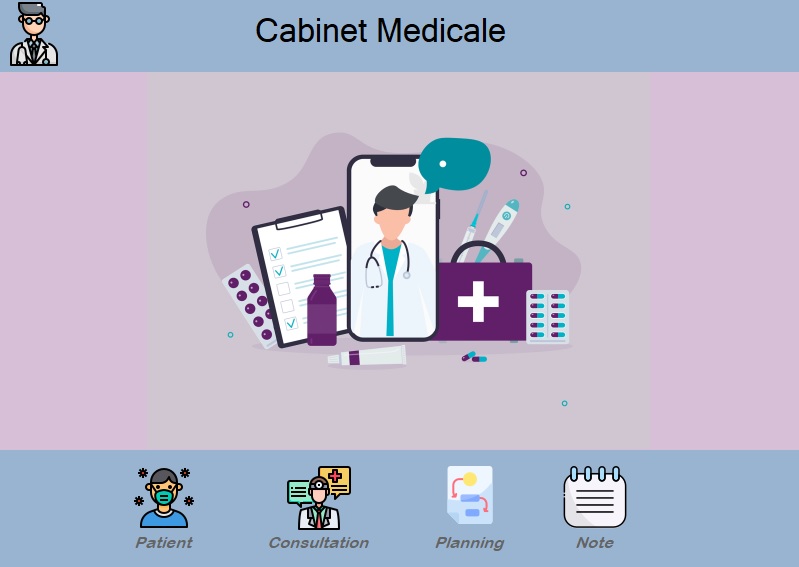 Cabinet Medicale
Patient
Consultation
Planning
Note